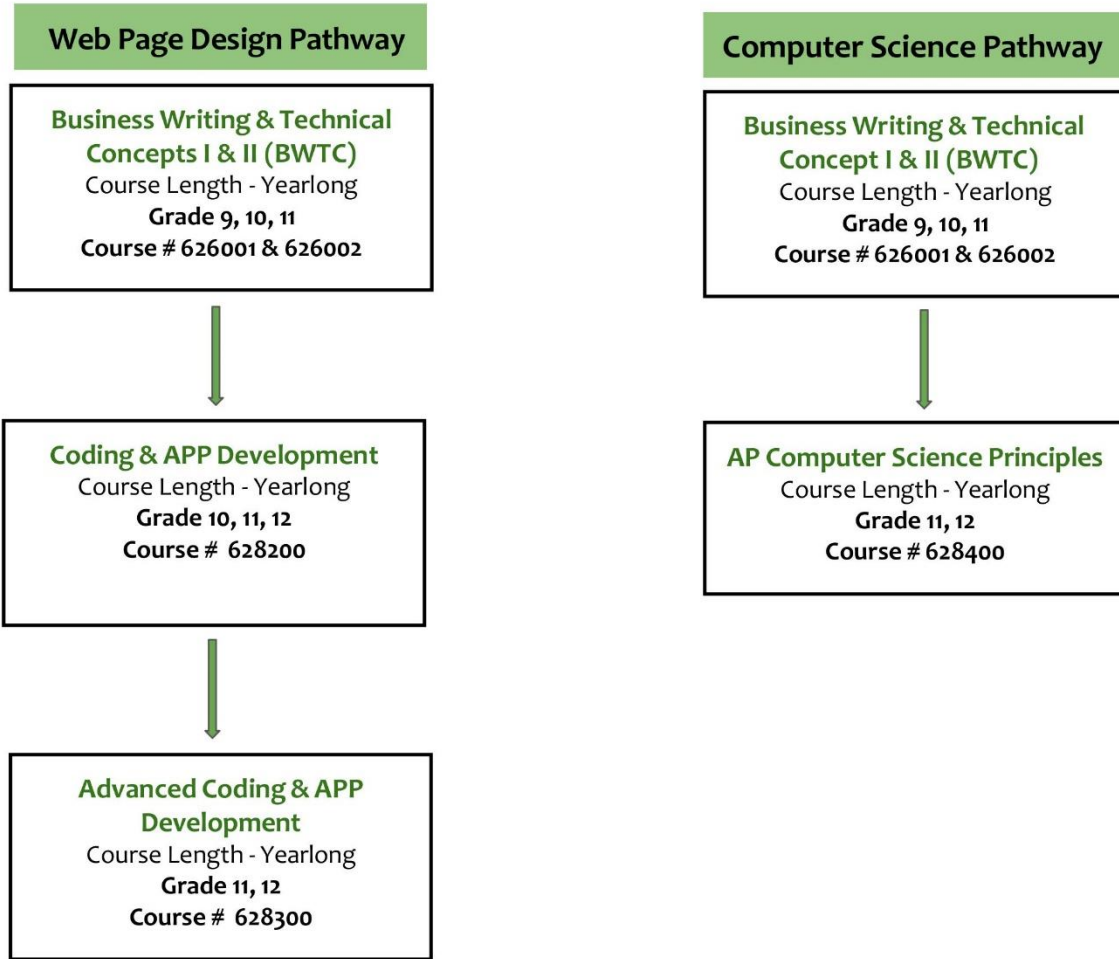 Web Page Design Pathway
Business Writing & Technical
Concepts I & II (BWTC)
Course Length - Yearlong
Grade 9, 10, 11
Course # 626001 & 626002
Coding & APP Development
Course Length - Yearlong
Grade 10, 11, 12
Course # 628200
Advanced Coding & APP
Development
Course Length - Yearlong
Grade 11, 12
Course # 628300
Computer Science Pathway
Business Writing & Technical
Concept I & II (BWTC)
Course Length - Yearlong
Grade 9, 10, 11
Course # 626001 & 626002
AP Computer Science Principles
Course Length - Yearlong
Grade 11, 12
Course # 628400